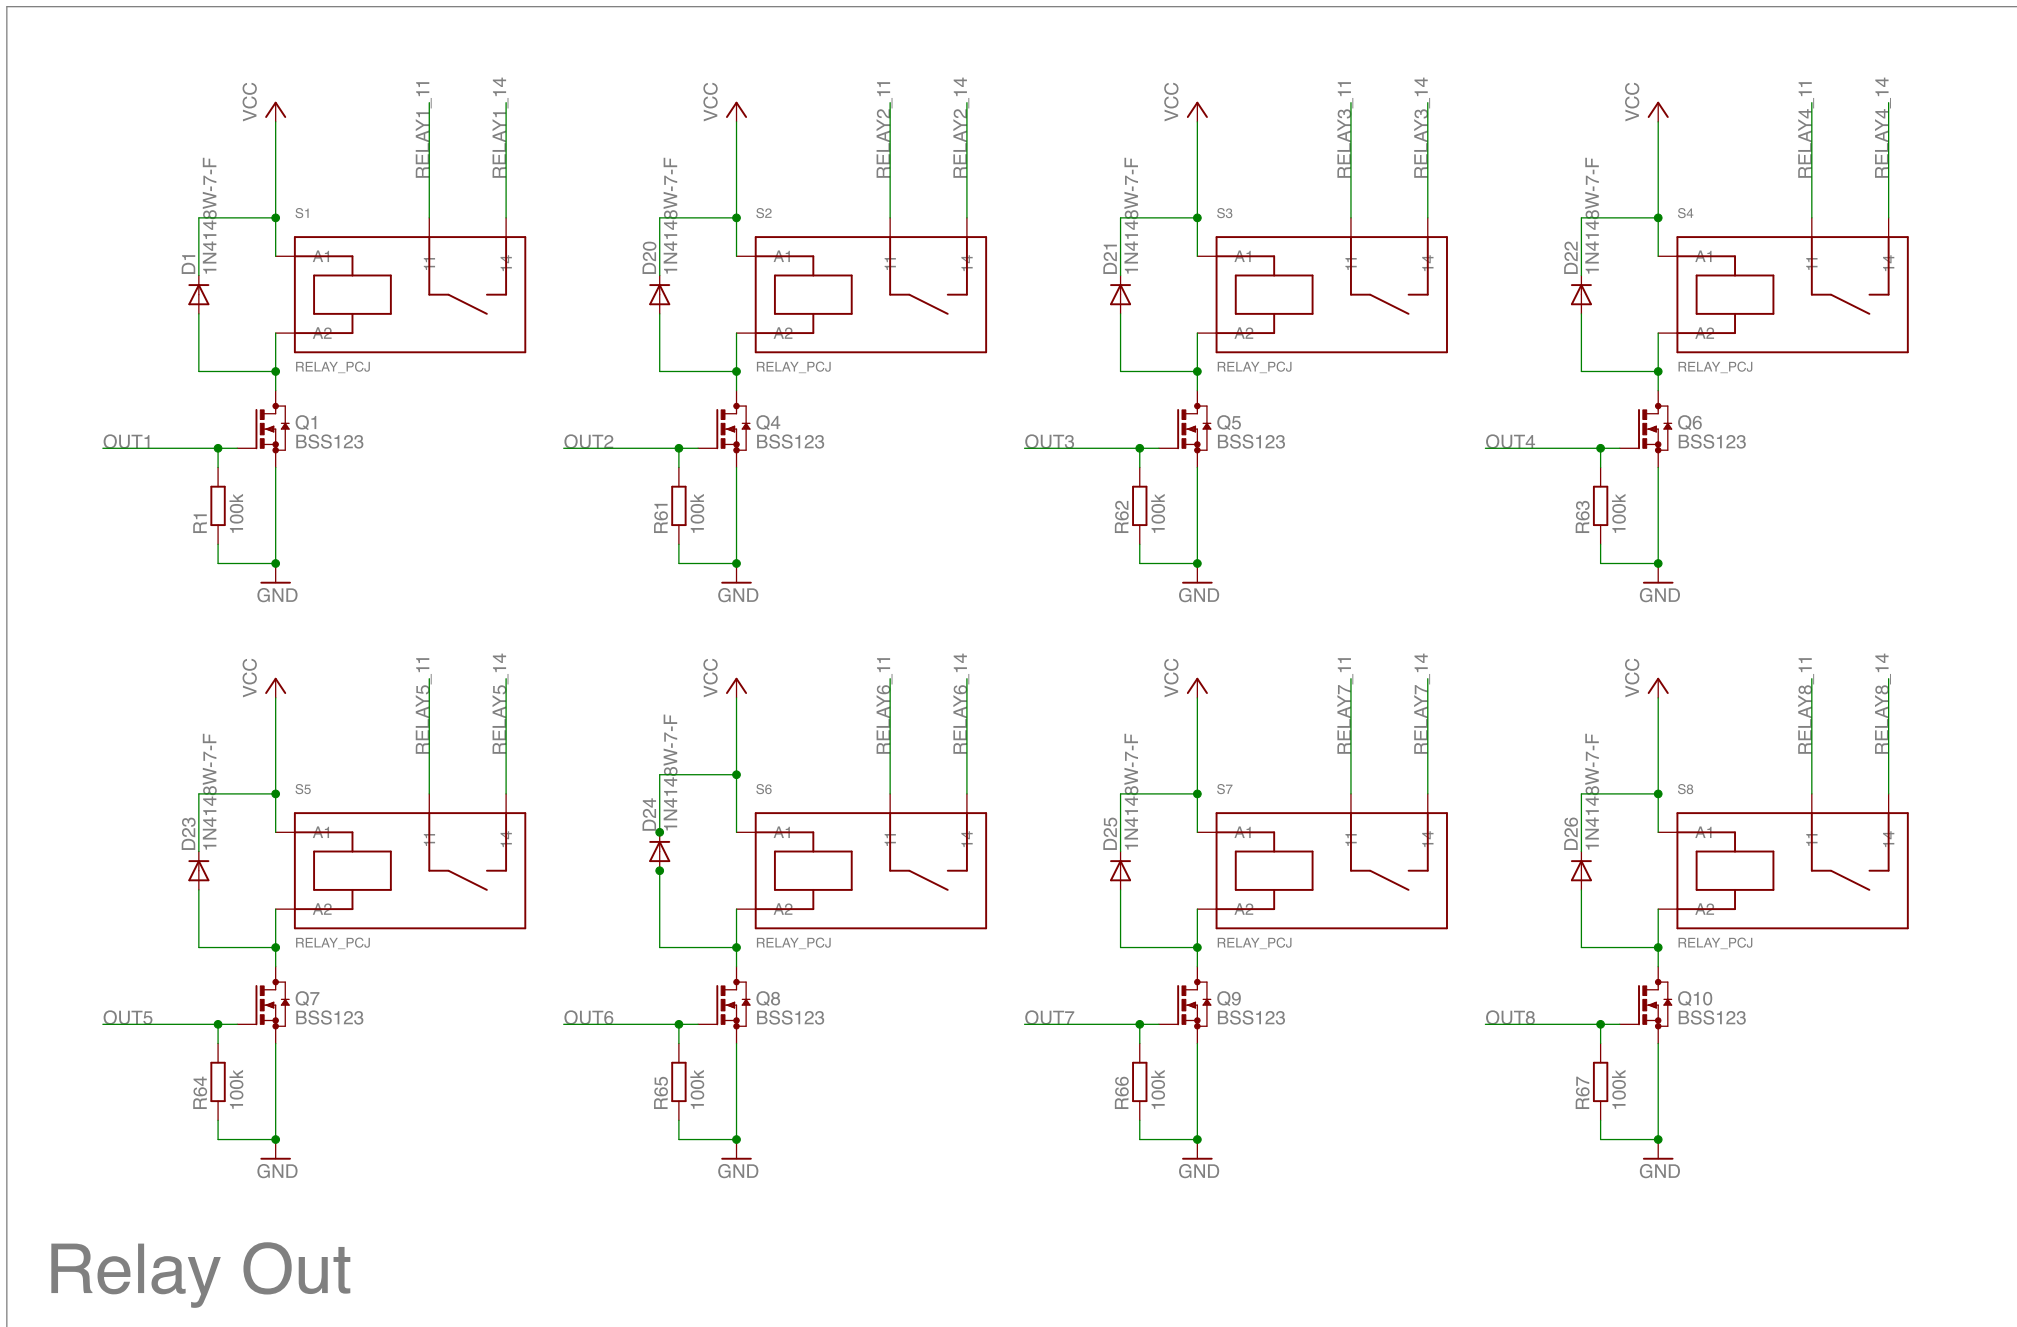 VCC
RELAY1_11
RELAY1_14
D1
1N4148W-7-F
S1
A1
11
14
A2
RELAY_PCJ
OUT1
Q1
BSS123
R1
100k
GND
VCC
RELAY2_11
RELAY2_14
D20
1N4148W-7-F
S2
A1
11
14
A2
RELAY_PCJ
OUT2
Q4
BSS123
R61
100k
GND
VCC
RELAY3_11
RELAY3_14
D21
1N4148W-7-F
S3
A1
11
14
A2
RELAY_PCJ
OUT3
Q5
BSS123
R62
100k
GND
VCC
RELAY4_11
RELAY4_14
D22
1N4148W-7-F
S4
A1
11
14
A2
RELAY_PCJ
OUT4
Q6
BSS123
R63
100k
GND
VCC
RELAY5_11
RELAY5_14
D23
1N4148W-7-F
S5
A1
11
14
A2
RELAY_PCJ
OUT5
Q7
BSS123
R64
100k
GND
VCC
RELAY6_11
RELAY6_14
D24
1N4148W-7-F
S6
A1
11
14
A2
RELAY_PCJ
OUT6
Q8
BSS123
R65
100k
GND
VCC
RELAY7_11
RELAY7_14
D25
1N4148W-7-F
S7
A1
11
14
A2
RELAY_PCJ
OUT7
Q9
BSS123
R66
100k
GND
VCC
RELAY8_11
RELAY8_14
D26
1N4148W-7-F
S8
A1
11
14
A2
RELAY_PCJ
OUT8
Q10
BSS123
R67
100k
GND
Relay Out